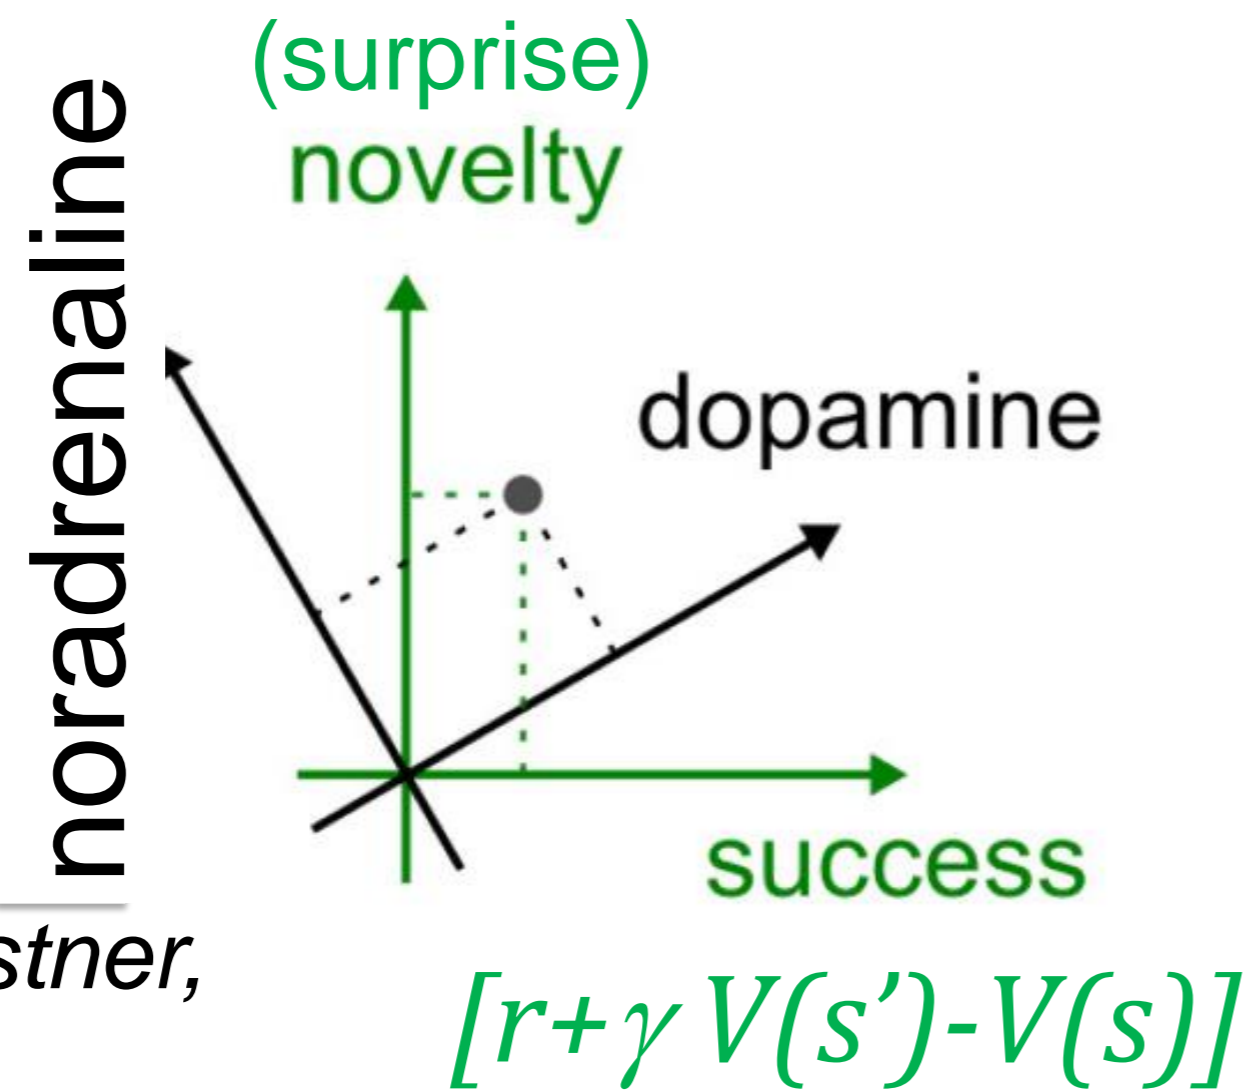 (surprise)
novelty
noradrenaline
dopamine
success
stner,
[r+γ V(s’)-V(s)]